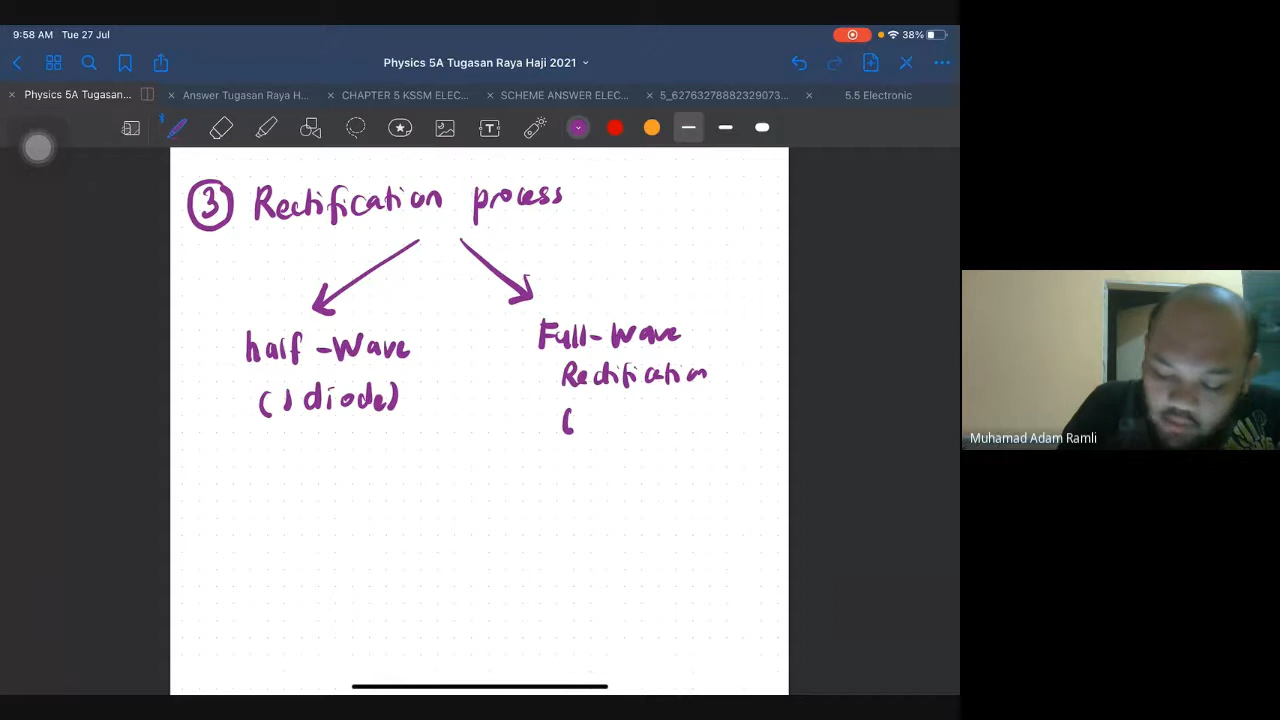 9:58 AM Tue 27 Jul
38%
Physics 5A Tugasan Raya Haji 2021
Physics 5A Tugasan...
Answer Tugasan Raya H...
CHAPTER 5 KSSM ELEC...
SCHEME ANSWER ELEC...
5_62763278882329073...
5.5 Electronic
3 Rectification process
half-wave
(1 diode)
Full-wave
Rectification
(
Muhamad Adam Ramli